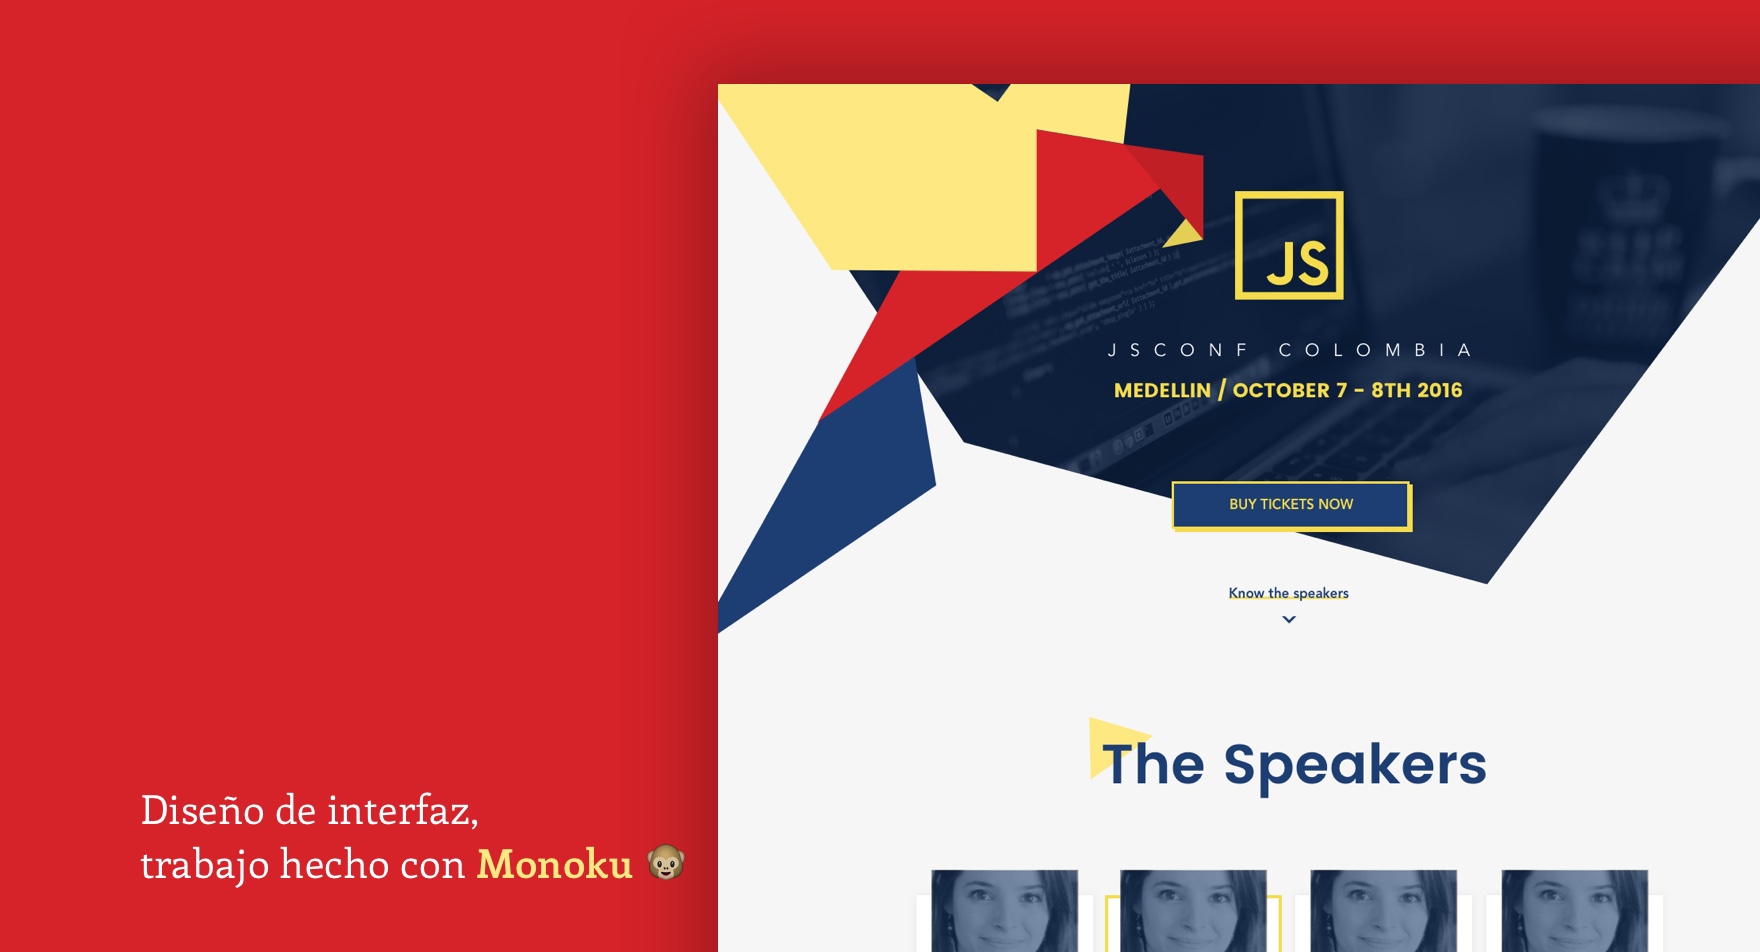 JS
JSCONF COLOMBIA
MEDELLIN / OCTOBER 7 - 8TH 2016
BUY TICKETS NOW
Know the speakers
The Speakers
Diseño de interfaz,
trabajo hecho con Monoku 🐵